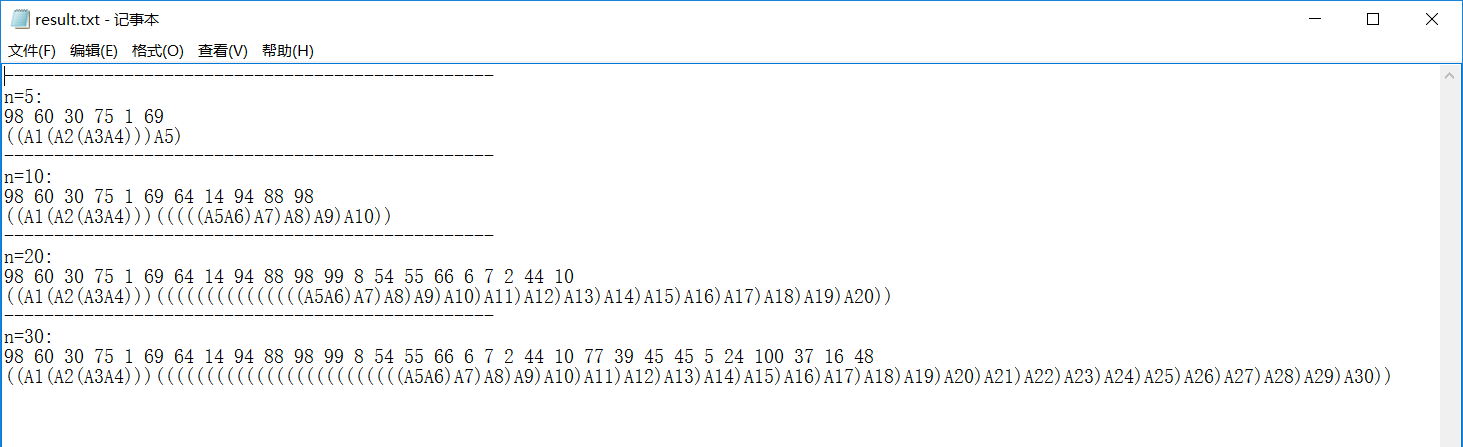 result.txt - 记事本
文件(F) 编辑(E) 格式(O) 查看(V) 帮助(H)
-------------------------------------------------
n=5:
98 60 30 75 1 69
((A1(A2(A3A4)))A5)
-------------------------------------------------
n=10:
98 60 30 75 1 69 64 14 94 88 98
((A1(A2(A3A4)))(((((A5A6)A7)A8)A9)A10))
-------------------------------------------------
n=20:
98 60 30 75 1 69 64 14 94 88 98 99 8 54 55 66 6 7 2 44 10
((A1(A2(A3A4)))(((((((((((((((A5A6)A7)A8)A9)A10)A11)A12)A13)A14)A15)A16)A17)A18)A19)A20))
-------------------------------------------------
n=30:
98 60 30 75 1 69 64 14 94 88 98 99 8 54 55 66 6 7 2 44 10 77 39 45 45 5 24 100 37 16 48
((A1(A2(A3A4)))(((((((((((((((((((((((((A5A6)A7)A8)A9)A10)A11)A12)A13)A14)A15)A16)A17)A18)A19)A20)A21)A22)A23)A24)A25)A26)A27)A28)A29)A30))